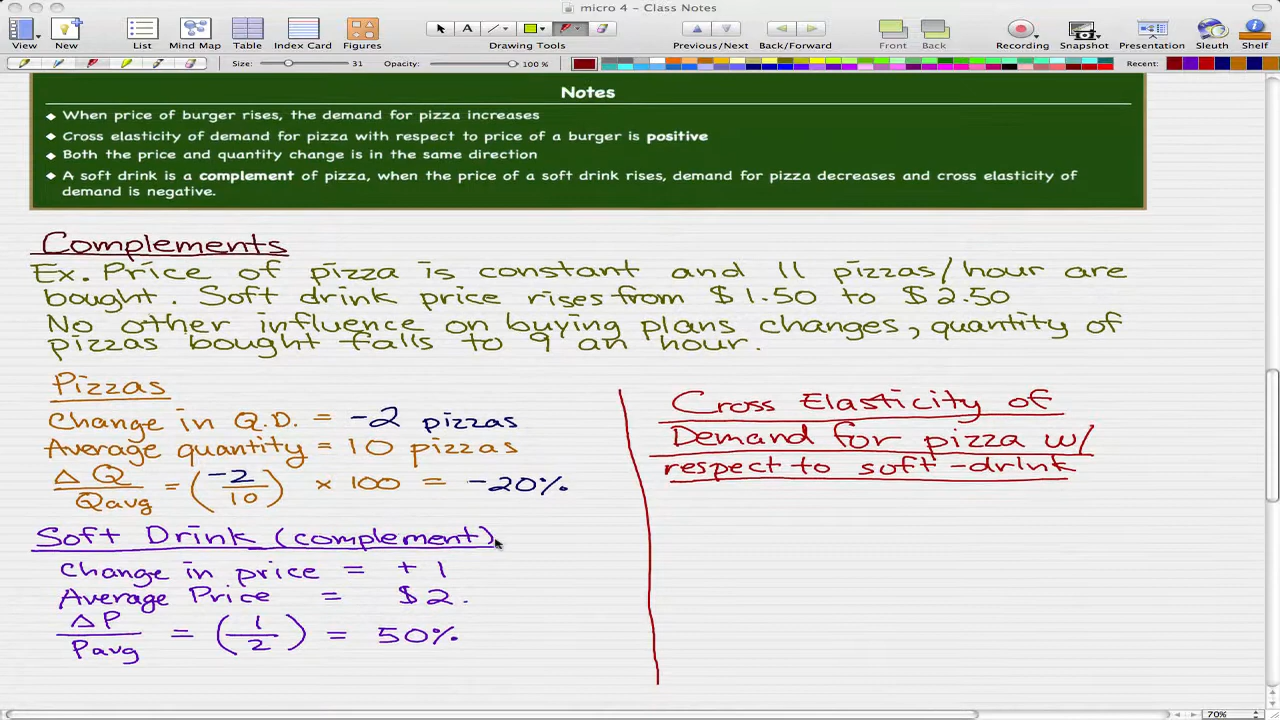 micro 4 – Class Notes
View New List Mind Map Table Index Card Figures Drawing Tools Previous/Next Back/Forward Front Back Recording Snapshot Presentation Sleuth Shelf
Size: 31 Opacity: 100 % Recent:
Notes
◆ When price of burger rises, the demand for pizza increases
◆ Cross elasticity of demand for pizza with respect to price of a burger is positive
◆ Both the price and quantity change is in the same direction
◆ A soft drink is a complement of pizza, when the price of a soft drink rises, demand for pizza decreases and cross elasticity of
demand is negative.
Complements
Ex. Price of pizza is constant and 11 pizzas/hour are
bought. Soft drink price rises from $1.50 to $2.50
No other influence on buying plans changes, quantity of
pizzas bought falls to 9 an hour.
Pizzas
Change in Q.D. = -2 pizzas
Average quantity = 10 pizzas
ΔQ / Qavg = (-2 / 10) × 100 = -20%
Soft Drink (complement)
Change in price = + 1
Average Price = $2.
ΔP / Pavg = (1 / 2) = 50%
Cross Elasticity of
Demand for pizza w/
respect to soft-drink
70%